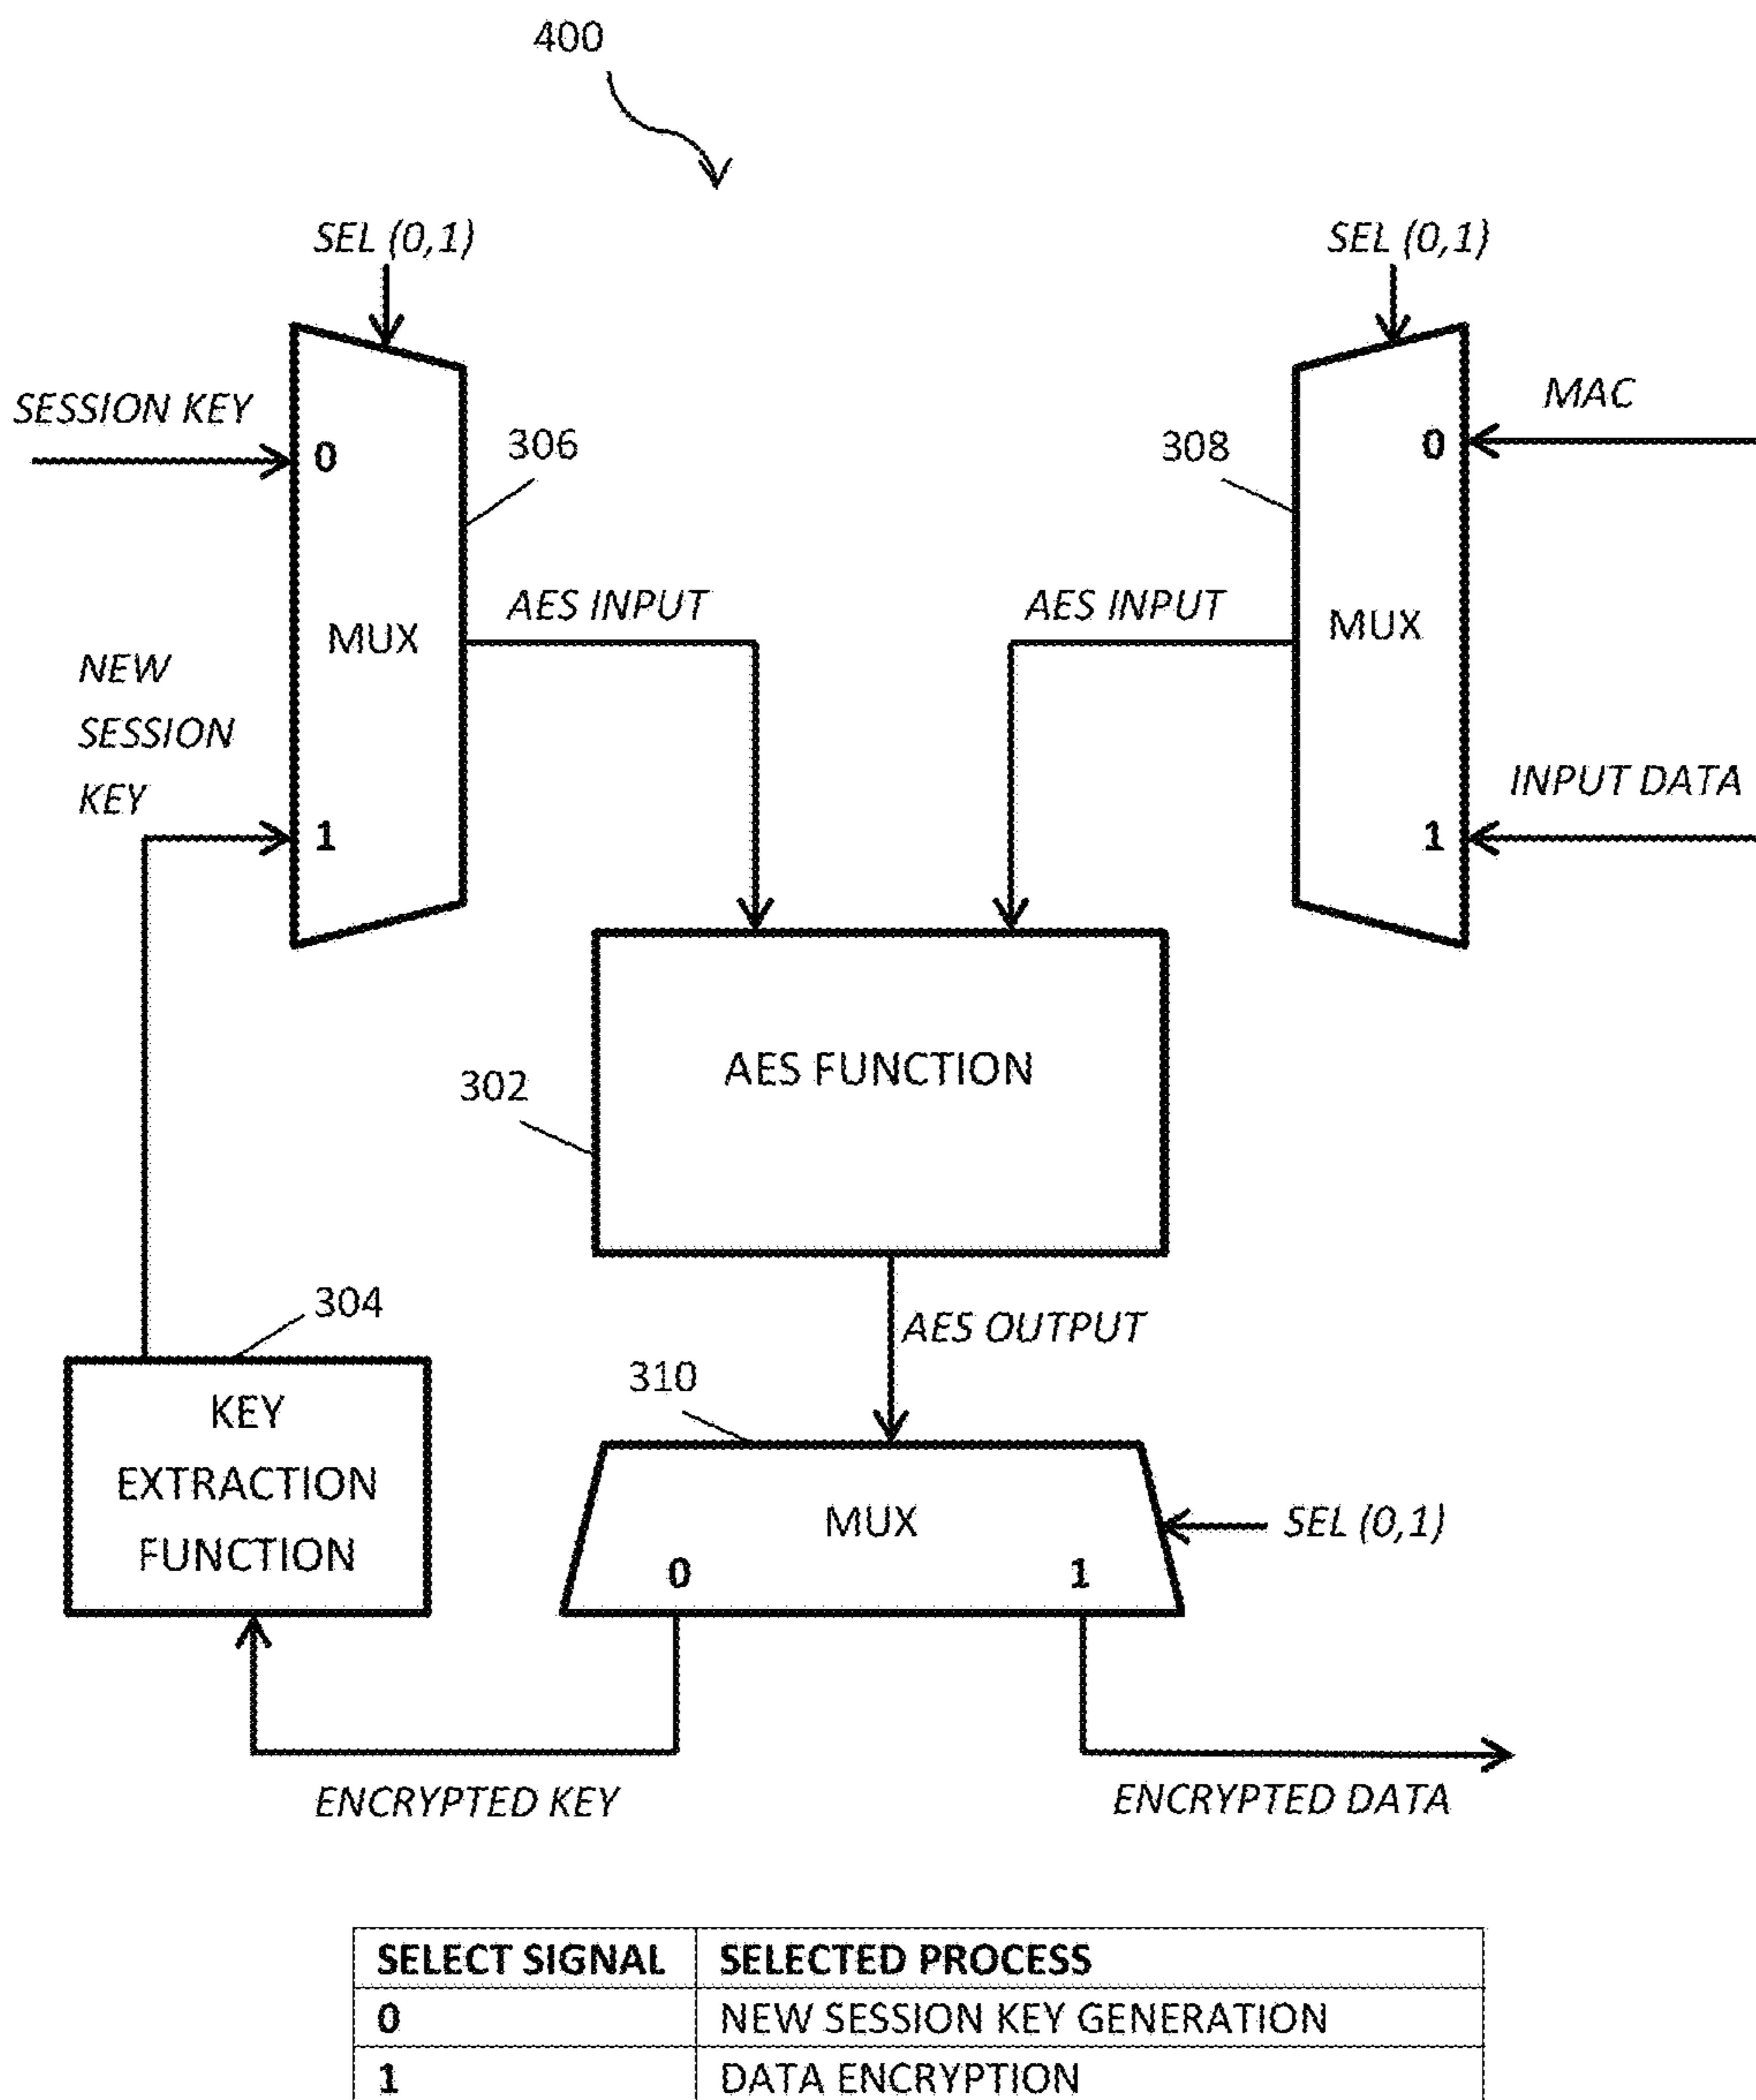 400
SEL (0,1)
SEL (0,1)
SESSION KEY
0
306
308
0
MAC
AES INPUT
AES INPUT
MUX
MUX
NEW
SESSION
KEY
1
1
INPUT DATA
AES FUNCTION
302
304
AES OUTPUT
310
KEY
EXTRACTION
FUNCTION
MUX
SEL (0,1)
0
1
ENCRYPTED KEY
ENCRYPTED DATA
SELECT SIGNAL SELECTED PROCESS
0 NEW SESSION KEY GENERATION
1 DATA ENCRYPTION